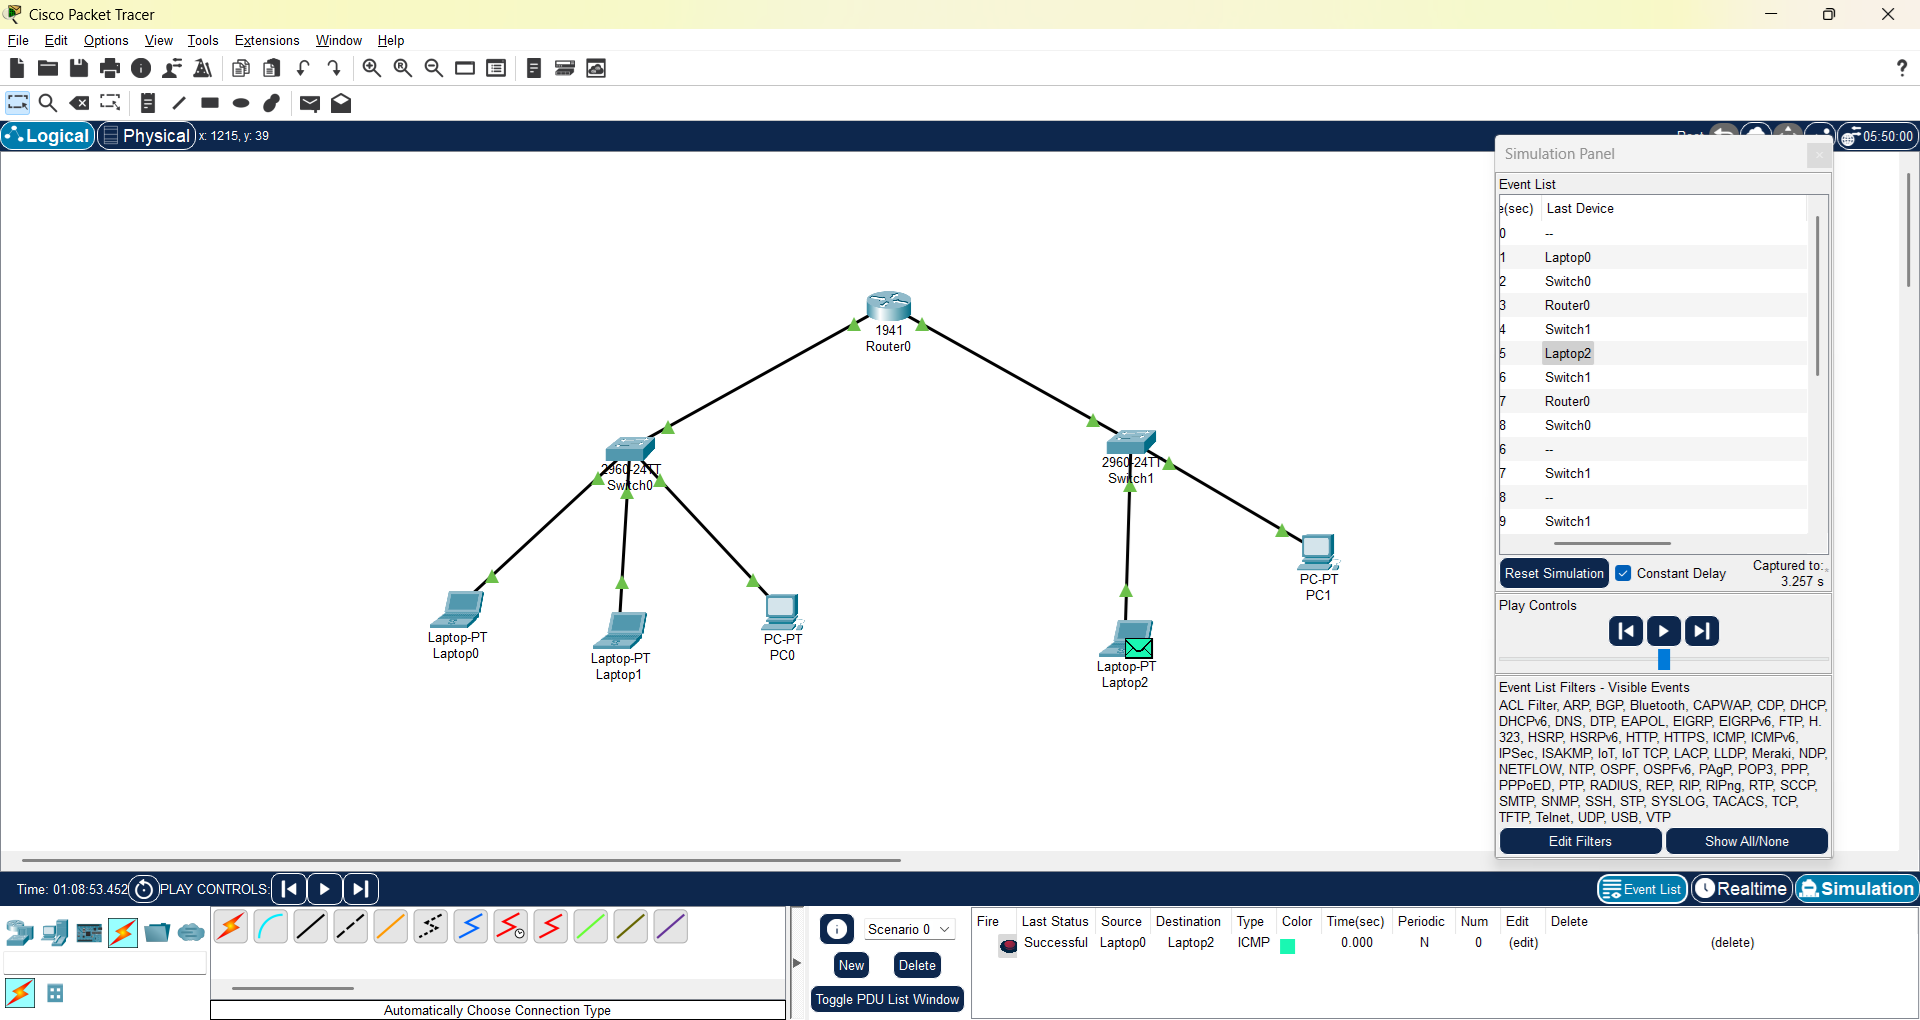 Cisco Packet Tracer
File Edit Options View Tools Extensions Window Help
?
Logical Physical x: 1215, y: 39
05:50:00
Simulation Panel
Event List
e(sec) Last Device
0 --
1 Laptop0
2 Switch0
3 Router0
4 Switch1
5 Laptop2
6 Switch1
7 Router0
8 Switch0
6 --
7 Switch1
8 --
9 Switch1
Reset Simulation Constant Delay Captured to:
3.257 s
Play Controls
Event List Filters - Visible Events
ACL Filter, ARP, BGP, Bluetooth, CAPWAP, CDP, DHCP,
DHCPv6, DNS, DTP, EAPOL, EIGRP, EIGRPv6, FTP, H.
323, HSRP, HSRPv6, HTTP, HTTPS, ICMP, ICMPv6,
IPSec, ISAKMP, IoT, IoT TCP, LACP, LLDP, Meraki, NDP,
NETFLOW, NTP, OSPF, OSPFv6, PAgP, POP3, PPP,
PPPoED, PTP, RADIUS, REP, RIP, RIPng, RTP, SCCP,
SMTP, SNMP, SSH, STP, SYSLOG, TACACS, TCP,
TFTP, Telnet, UDP, USB, VTP
Edit Filters Show All/None
1941
Router0
2960-24TT
Switch0
2960-24TT
Switch1
Laptop-PT
Laptop0
Laptop-PT
Laptop1
PC-PT
PC0
Laptop-PT
Laptop2
PC-PT
PC1
Time: 01:08:53.452 PLAY CONTROLS:
Event List Realtime Simulation
Automatically Choose Connection Type
Scenario 0
New Delete
Toggle PDU List Window
Fire Last Status Source Destination Type Color Time(sec) Periodic Num Edit Delete
Successful Laptop0 Laptop2 ICMP 0.000 N 0 (edit) (delete)